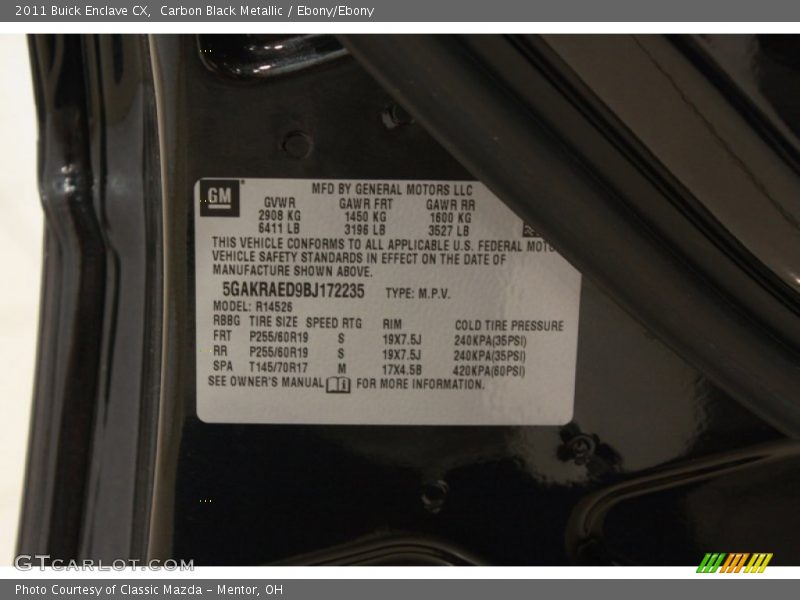 2011 Buick Enclave CX, Carbon Black Metallic / Ebony/Ebony
GM
MFD BY GENERAL MOTORS LLC
GVWR GAWR FRT GAWR RR
2908 KG 1450 KG 1600 KG
6411 LB 3196 LB 3527 LB
THIS VEHICLE CONFORMS TO ALL APPLICABLE U.S. FEDERAL
VEHICLE SAFETY STANDARDS IN EFFECT ON THE DATE OF
MANUFACTURE SHOWN ABOVE.
5GAKRAED9BJ172235 TYPE: M.P.V.
MODEL: R14526
RBBG TIRE SIZE SPEED RTG RIM COLD TIRE PRESSURE
FRT P255/60R19 S 19X7.5J 240KPA(35PSI)
RR P255/60R19 S 19X7.5J 240KPA(35PSI)
SPA T145/70R17 M 17X4.5B 420KPA(60PSI)
SEE OWNER'S MANUAL FOR MORE INFORMATION.
GTCARLOT.COM
Photo Courtesy of Classic Mazda - Mentor, OH